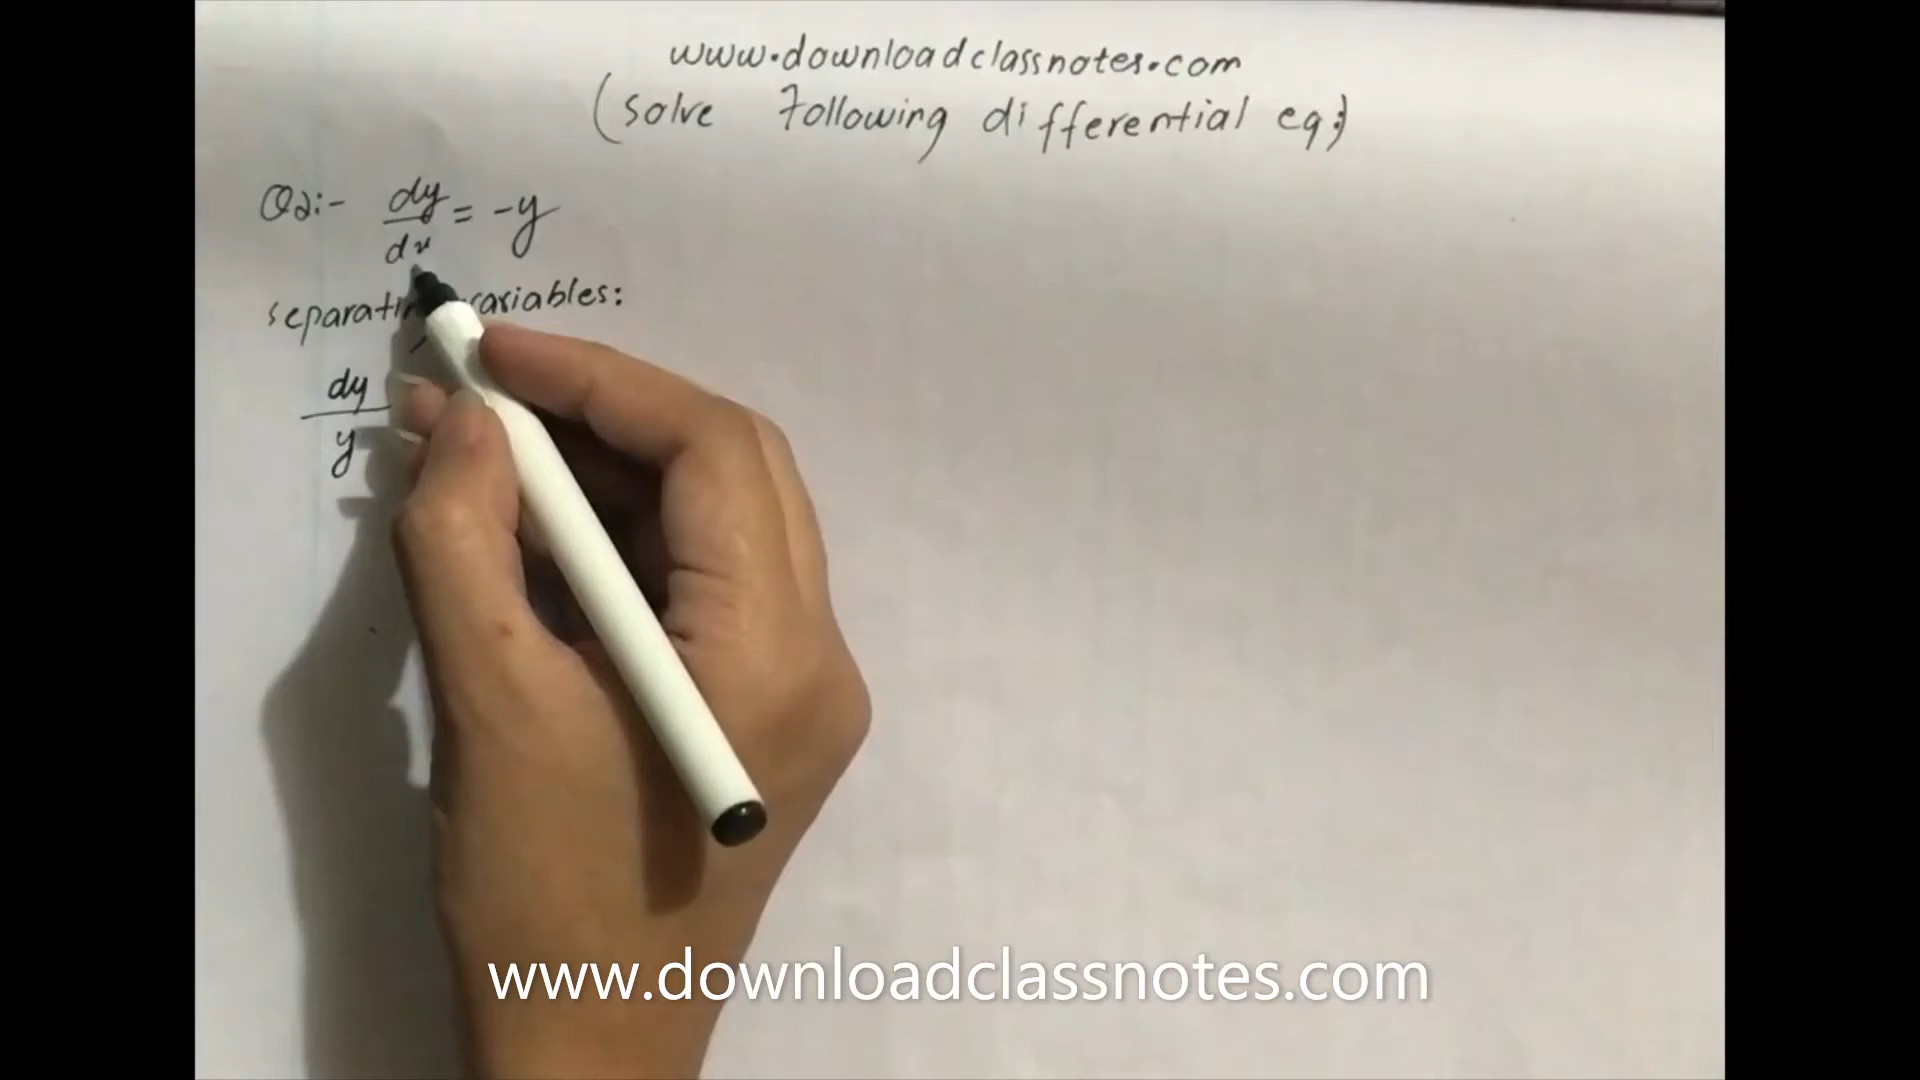 www.downloadclassnotes.com
(solve following differential eq:)
Q2:- dy/dx = -y
separating variables:
dy/y
www.downloadclassnotes.com